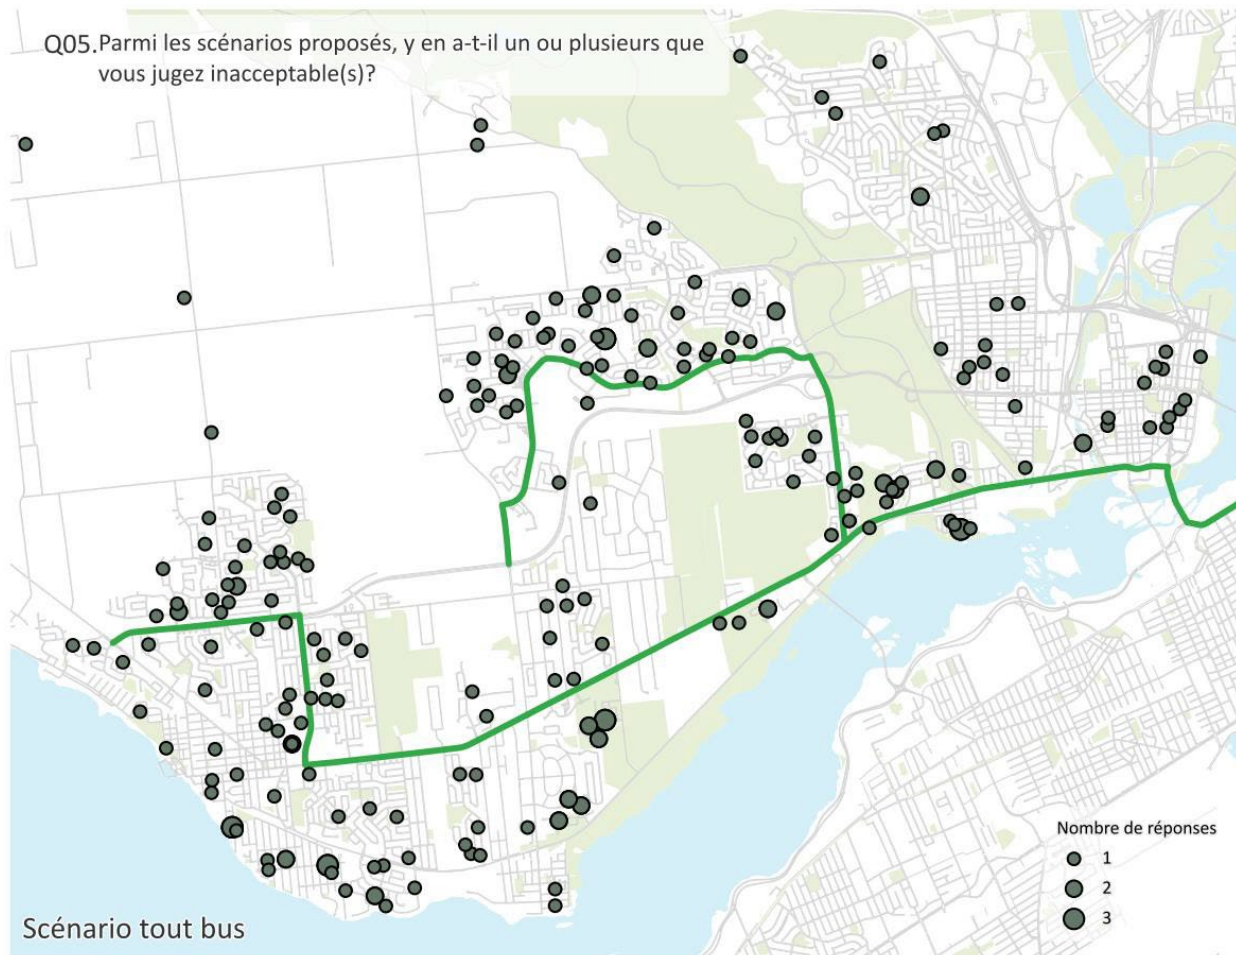 Q05. Parmi les scénarios proposés, y en a-t-il un ou plusieurs que
vous jugez inacceptable(s)?
Nombre de réponses
1
2
3
Scénario tout bus